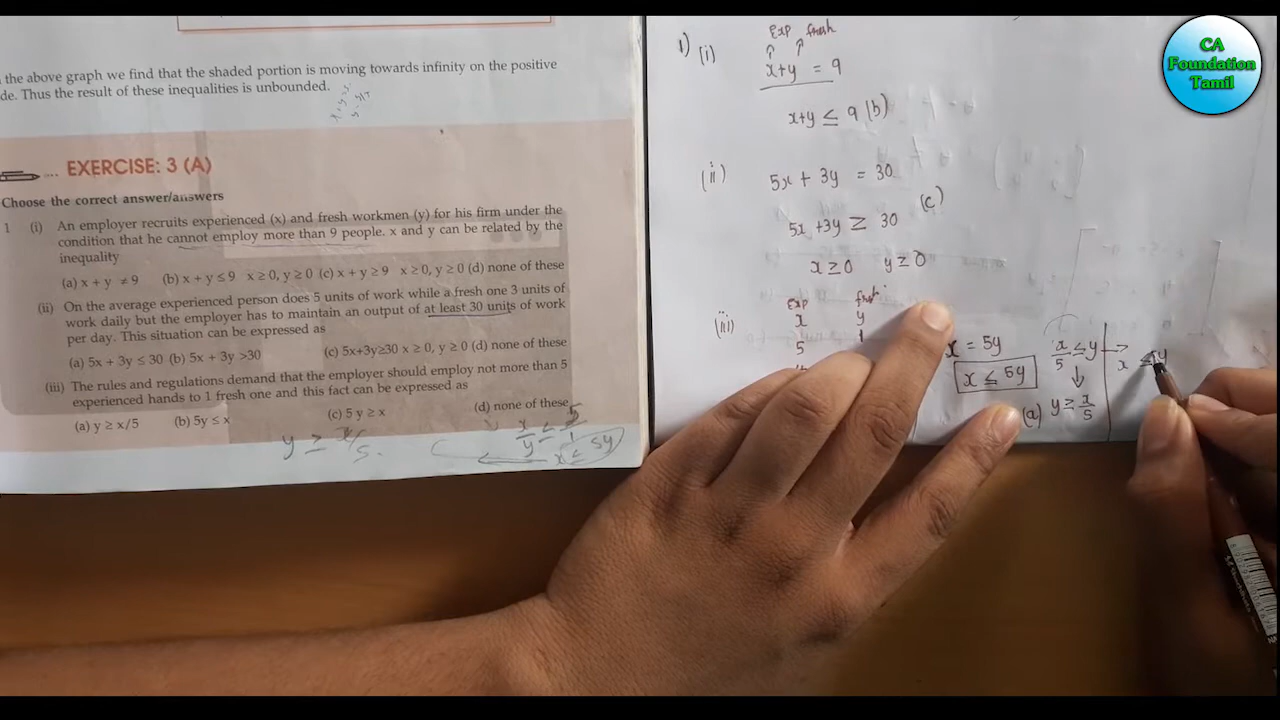 the above graph we find that the shaded portion is moving towards infinity on the positive
de. Thus the result of these inequalities is unbounded.
EXERCISE: 3 (A)
Choose the correct answer/answers
1 (i) An employer recruits experienced (x) and fresh workmen (y) for his firm under the
condition that he cannot employ more than 9 people. x and y can be related by the
inequality
(a) x + y ≠ 9 (b) x + y ≤ 9 x ≥ 0, y ≥ 0 (c) x + y ≥ 9 x ≥ 0, y ≥ 0 (d) none of these
(ii) On the average experienced person does 5 units of work while a fresh one 3 units of
work daily but the employer has to maintain an output of at least 30 units of work
per day. This situation can be expressed as
(a) 5x + 3y ≤ 30 (b) 5x + 3y >30 (c) 5x+3y≥30 x ≥ 0, y ≥ 0 (d) none of these
(iii) The rules and regulations demand that the employer should employ not more than 5
experienced hands to 1 fresh one and this fact can be expressed as
(a) y ≥ x/5 (b) 5y ≤ x (c) 5 y ≥ x (d) none of these
y ≥ x/5.
x/y ≤ 5/1
x ≤ 5y
1) (i) Exp fresh
x+y = 9
x+y ≤ 9 (b)
(ii) 5x + 3y = 30
5x +3y ≥ 30 (c)
x ≥ 0 y ≥ 0
(iii) Exp fresh
x y
5 1
x = 5y
x ≤ 5y
x/5 ≤ y
(a) y ≥ x/5
x ≤
CA
Foundation
Tamil